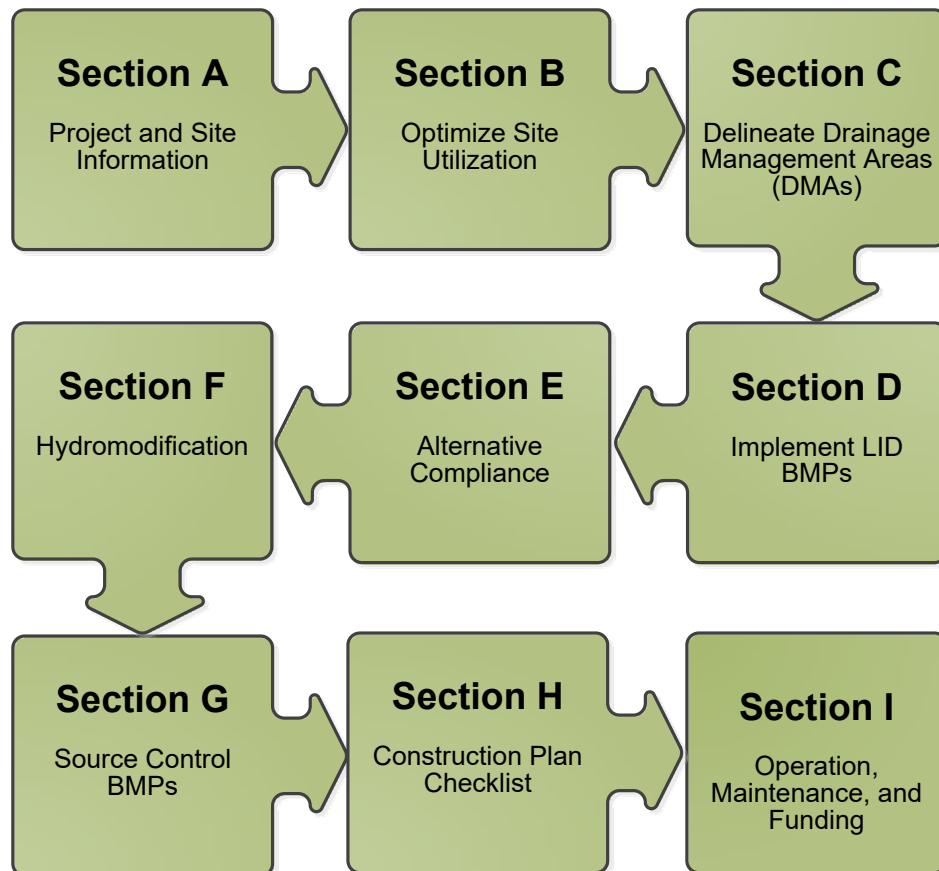 Section A
Project and Site
Information
Section B
Optimize Site
Utilization
Section C
Delineate Drainage
Management Areas
(DMAs)
Section F
Hydromodification
Section E
Alternative
Compliance
Section D
Implement LID
BMPs
Section G
Source Control
BMPs
Section H
Construction Plan
Checklist
Section I
Operation,
Maintenance, and
Funding